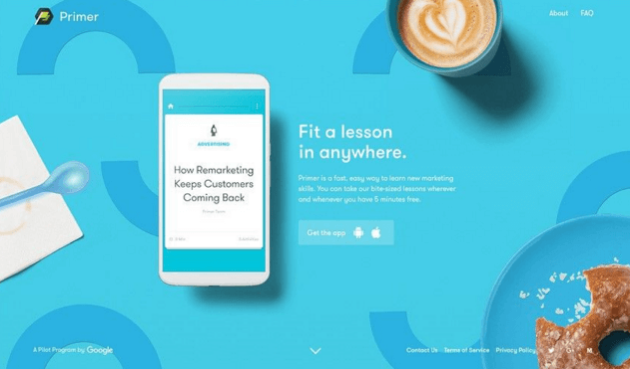 Primer
About FAQ
ADVERTISING
How Remarketing
Keeps Customers
Coming Back
Fit a lesson
in anywhere.
Primer is a fast, easy way to learn new marketing
skills. You can take our bite-sized lessons wherever
and whenever you have 5 minutes free.
Get the app
A Pilot Program by Google
Contact Us Terms of Service Privacy Policy
G+ M